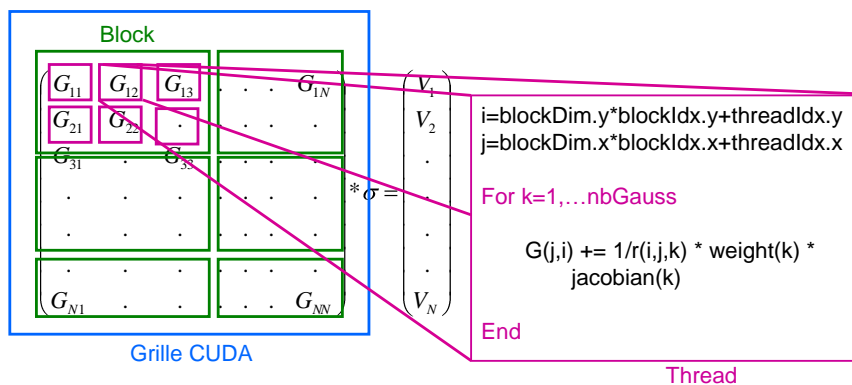 Block
G11 G12 G13 . . . G1N
G21 G22 . . . . .
G31 . G33 . . . .
. . . . . . .
. . . . . . .
. . . . . . .
GN1 . . . . . GNN
* σ =
V1
V2
.
.
.
.
VN
Grille CUDA
i=blockDim.y*blockIdx.y+threadIdx.y
j=blockDim.x*blockIdx.x+threadIdx.x
For k=1,...nbGauss
G(j,i) += 1/r(i,j,k) * weight(k) *
jacobian(k)
End
Thread